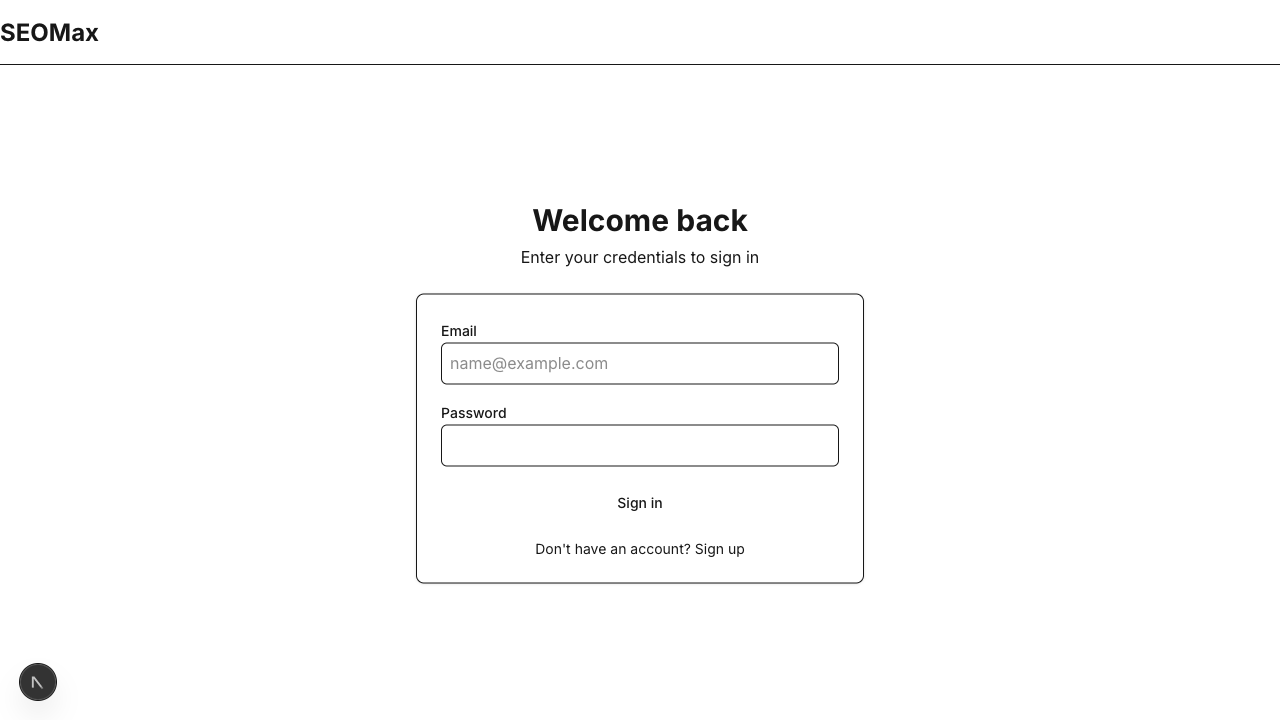 SEOMax
Welcome back
Enter your credentials to sign in
Email
name@example.com
Password
Sign in
Don't have an account? Sign up